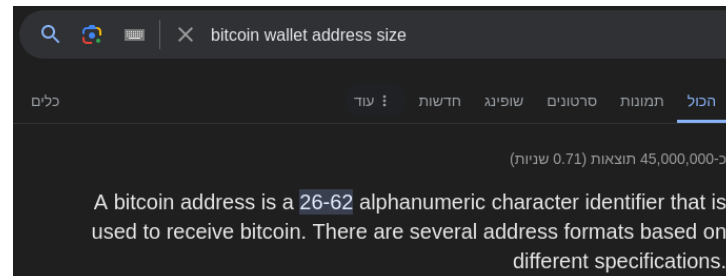 bitcoin wallet address size
הכול תמונות סרטונים שופינג חדשות עוד כלים
כ-45,000,000 תוצאות (0.71 שניות)
A bitcoin address is a 26-62 alphanumeric character identifier that is
used to receive bitcoin. There are several address formats based on
different specifications.